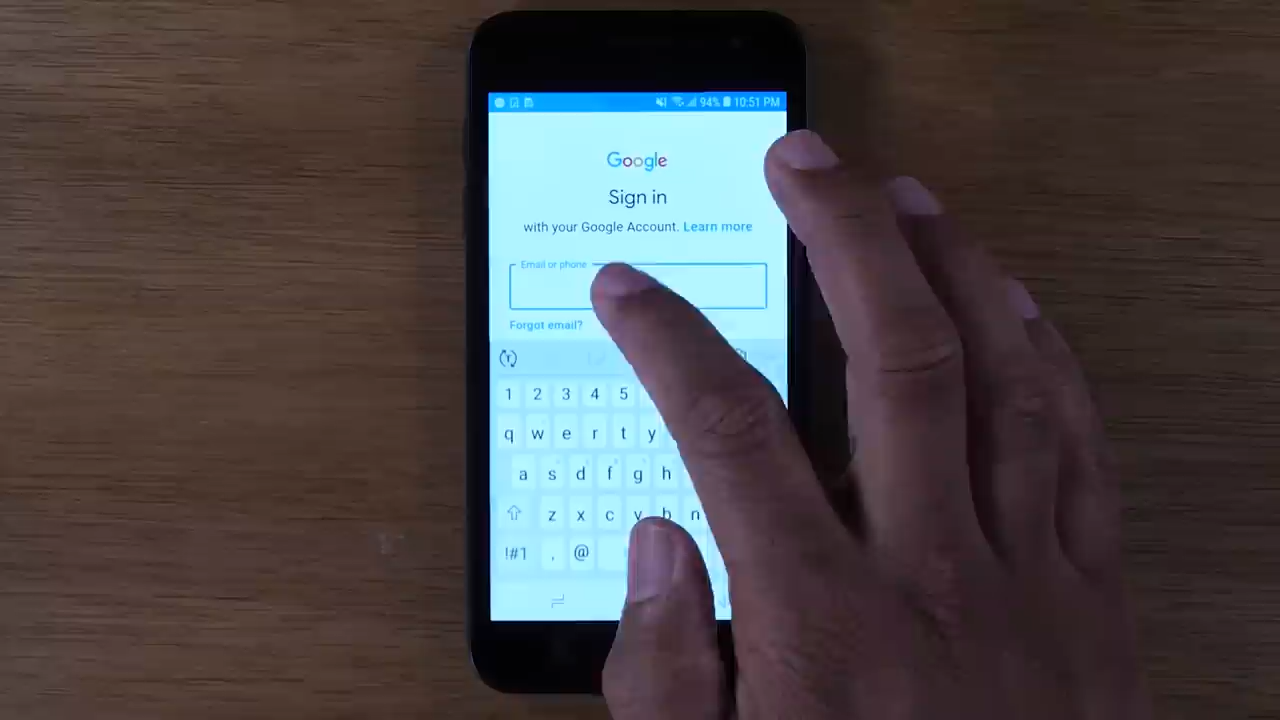 94% 10:51 PM
Google
Sign in
with your Google Account. Learn more
Email or phone
Forgot email?
1 2 3 4 5
q w e r t y
a s d f g h
z x c v b n
!#1 , @